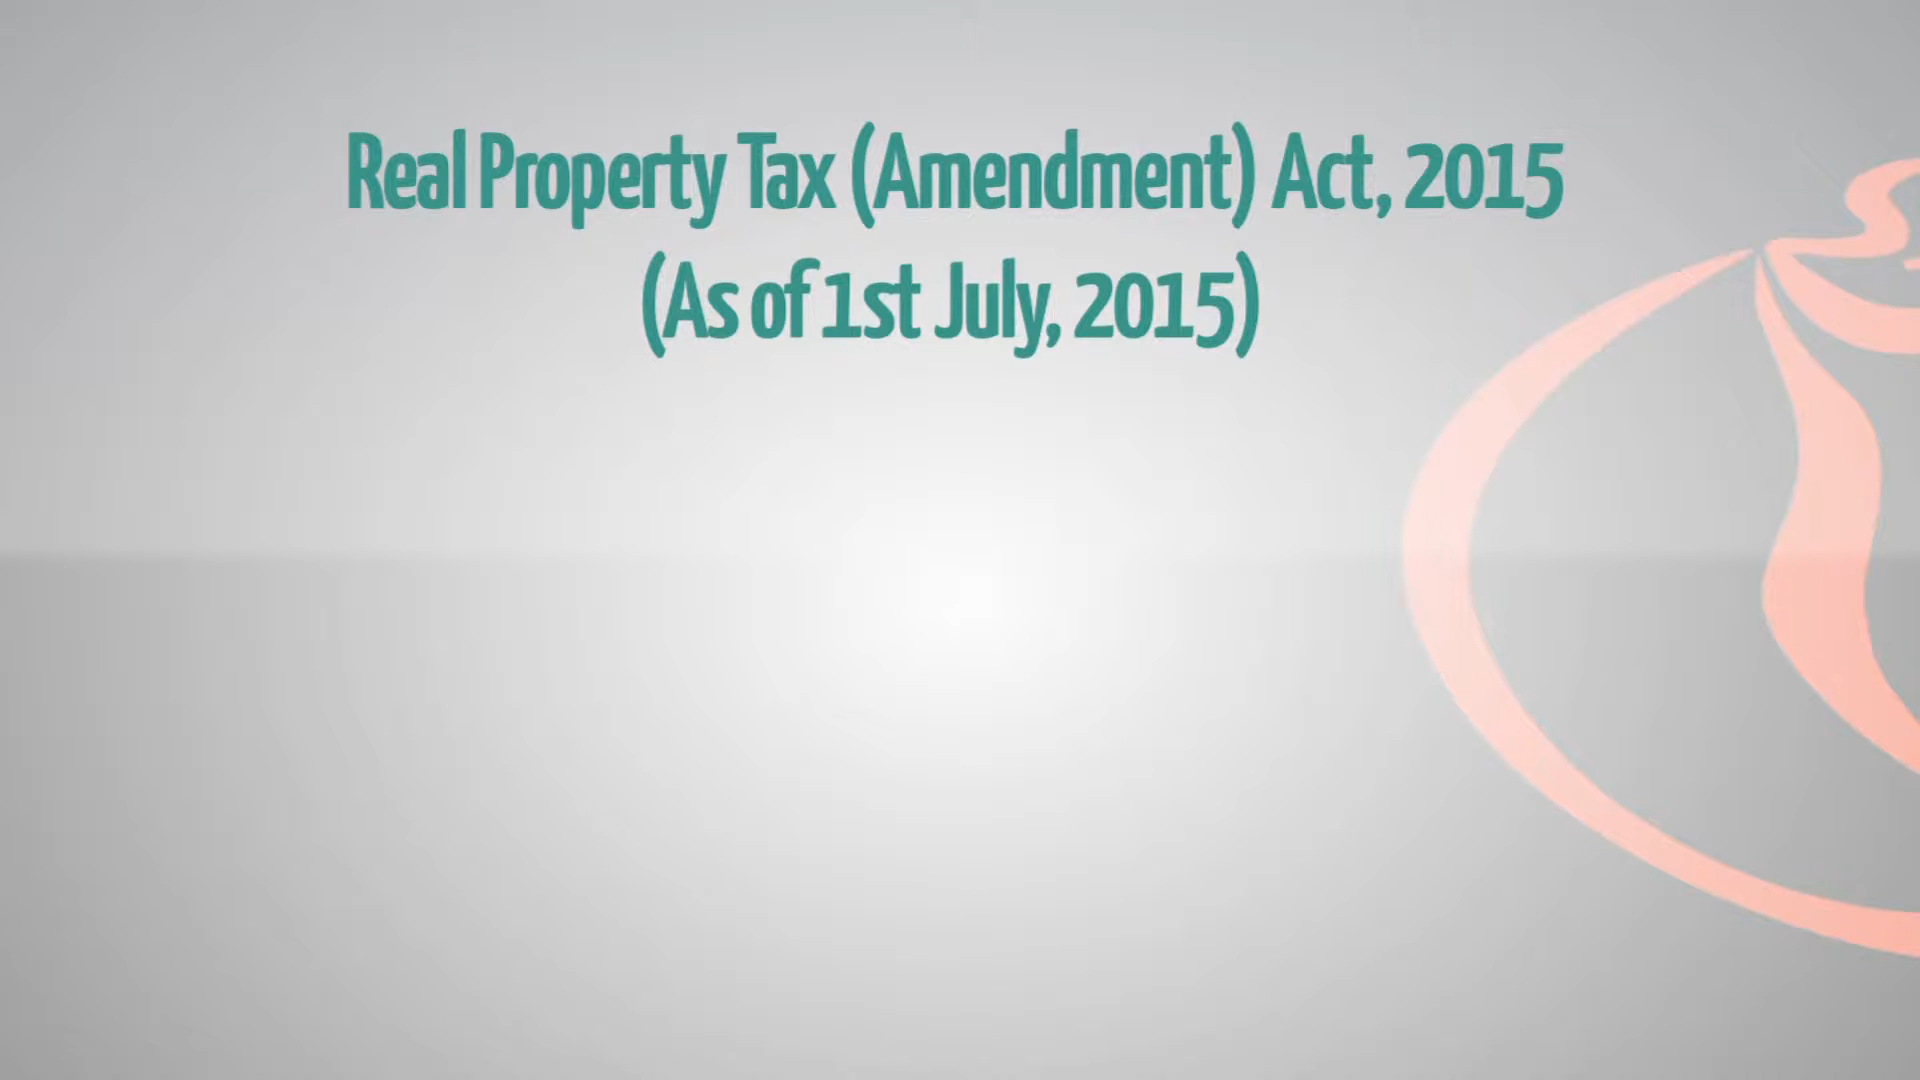 Real Property Tax (Amendment) Act, 2015
(As of 1st July, 2015)